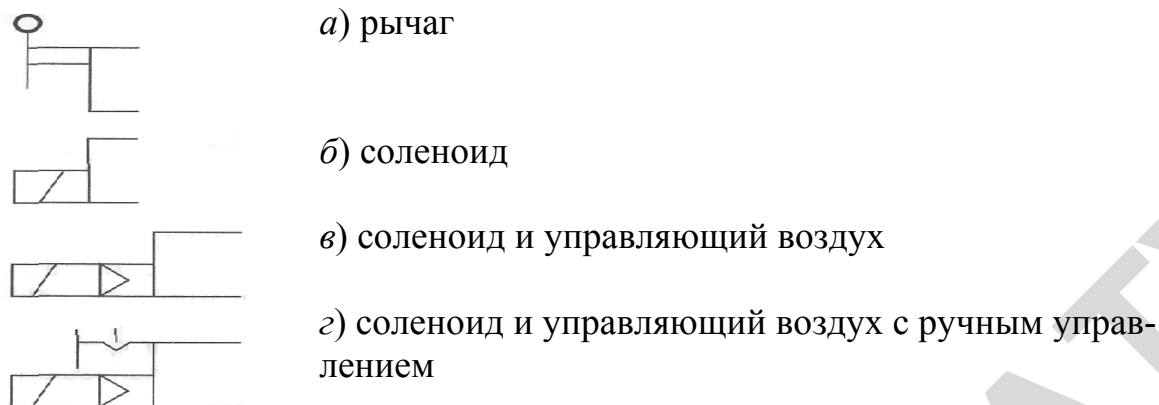 а) рычаг
б) соленоид
в) соленоид и управляющий воздух
г) соленоид и управляющий воздух с ручным управ-
лением